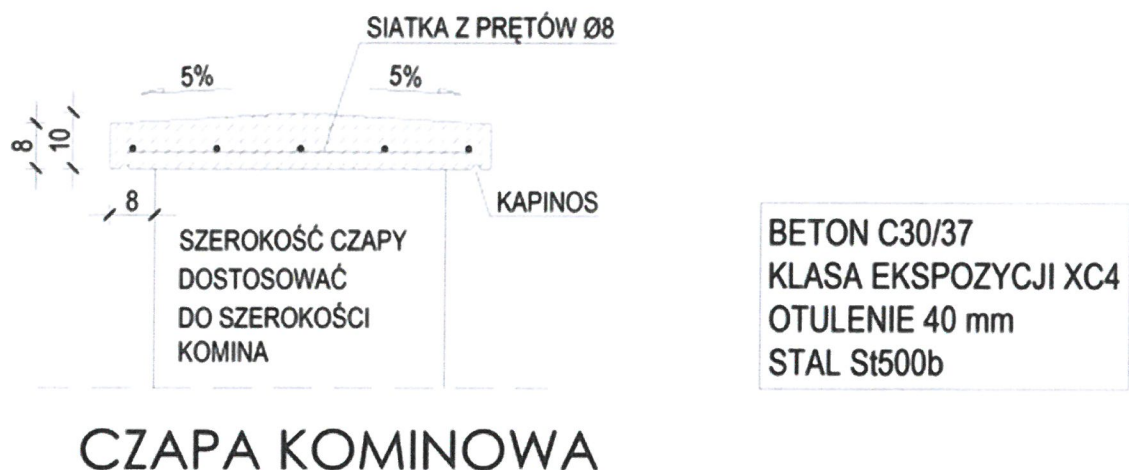 SIATKA Z PRĘTÓW Ø8
5% 5%
8
10
8
KAPINOS
SZEROKOŚĆ CZAPY
DOSTOSOWAĆ
DO SZEROKOŚCI
KOMINA
BETON C30/37
KLASA EKSPOZYCJI XC4
OTULENIE 40 mm
STAL St500b
CZAPA KOMINOWA